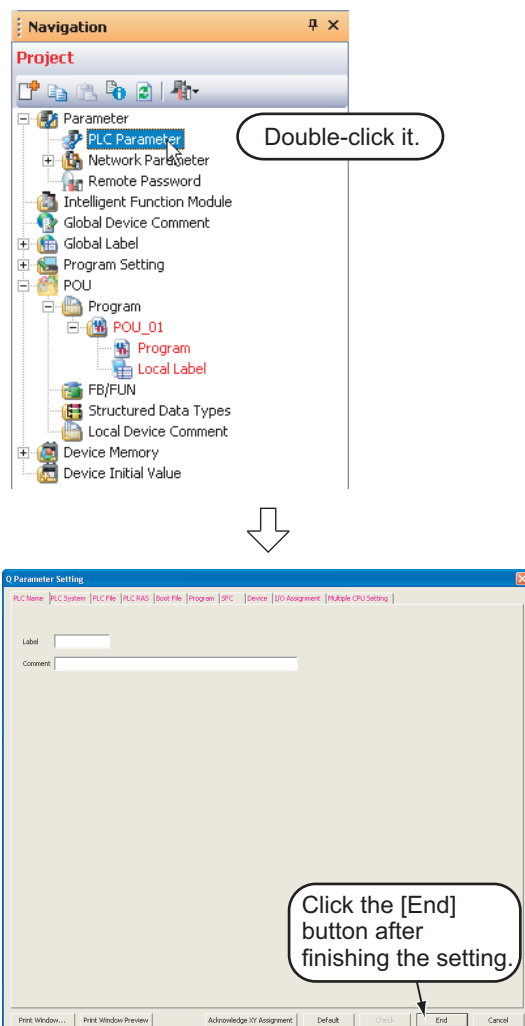 Navigation
Project
Parameter
PLC Parameter
Double-click it.
Network Parameter
Remote Password
Intelligent Function Module
Global Device Comment
Global Label
Program Setting
POU
Program
POU_01
Program
Local Label
FB/FUN
Structured Data Types
Local Device Comment
Device Memory
Device Initial Value
Q Parameter Setting
PLC Name PLC System PLC File PLC RAS Boot File Program SFC Device I/O Assignment Multiple CPU Setting
Label
Comment
Click the [End]
button after
finishing the setting.
Print Window... Print Window Preview Acknowledge XY Assignment Default Check End Cancel